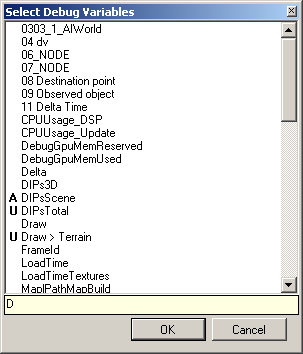 Select Debug Variables
0303_1_AIWorld
04 dv
06_NODE
07_NODE
08 Destination point
09 Observed object
11 Delta Time
CPUUsage_DSP
CPUUsage_Update
DebugGpuMemReserved
DebugGpuMemUsed
Delta
DIPs3D
A DIPsScene
U DIPsTotal
Draw
U Draw > Terrain
FrameId
LoadTime
LoadTimeTextures
MapIPathMapBuild
D
OK Cancel